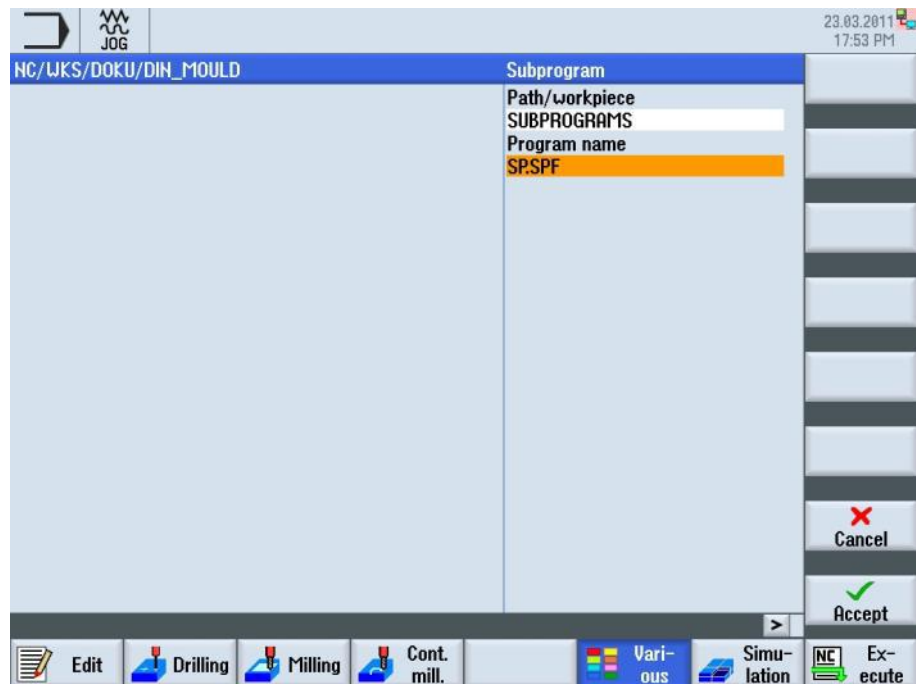 JOG
23.03.2011
17:53 PM
NC/WKS/DOKU/DIN_MOULD
Subprogram
Path/workpiece
SUBPROGRAMS
Program name
SP.SPF
Cancel
Accept
>
Edit
Drilling
Milling
Cont.
mill.
Vari-
ous
Simu-
lation
NC
Ex-
ecute